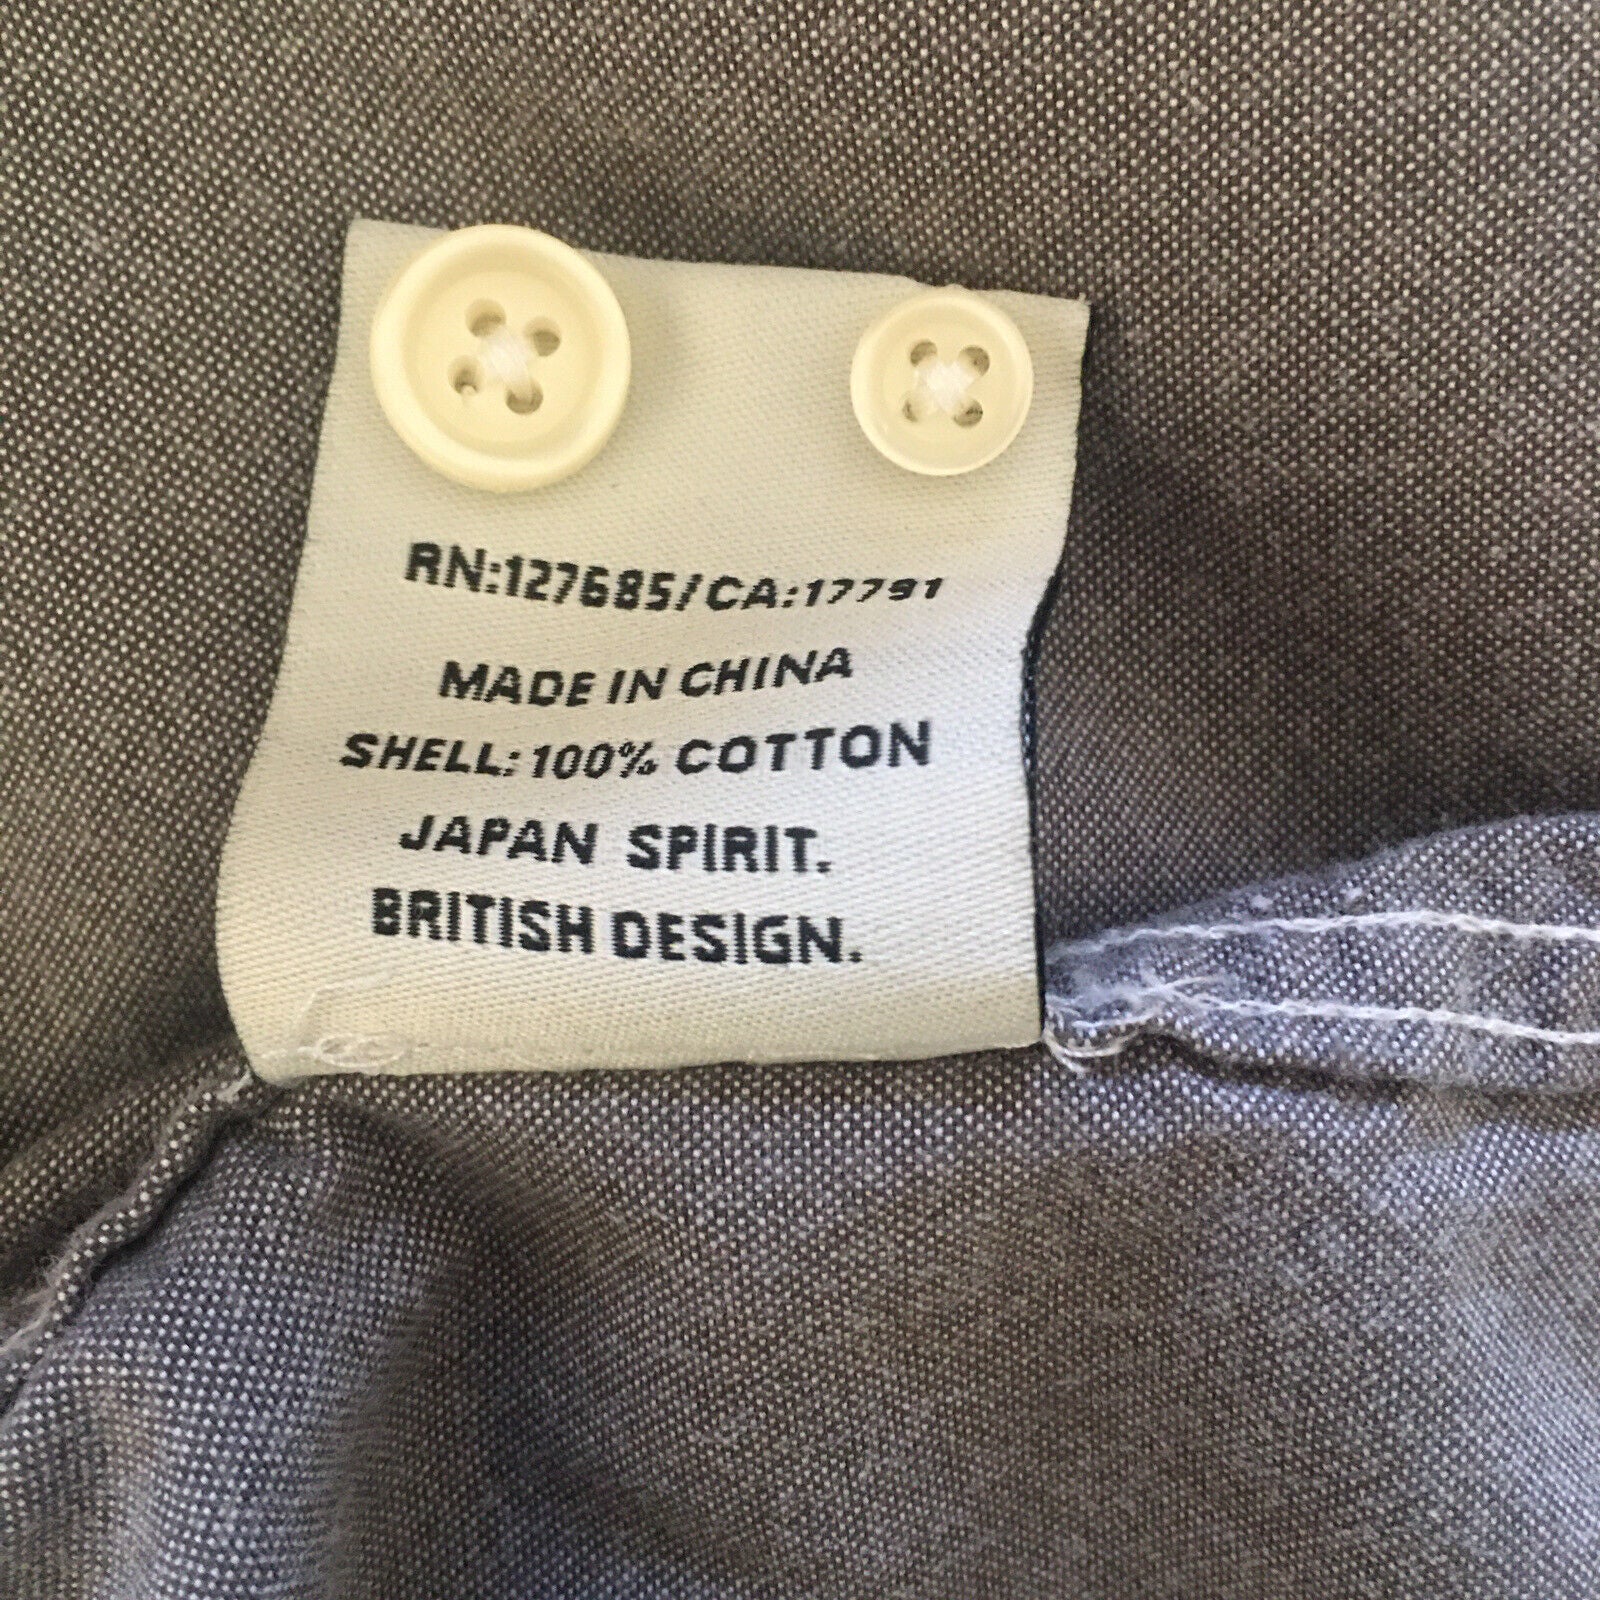 RN:127685/CA:17791
MADE IN CHINA
SHELL: 100% COTTON
JAPAN SPIRIT.
BRITISH DESIGN.